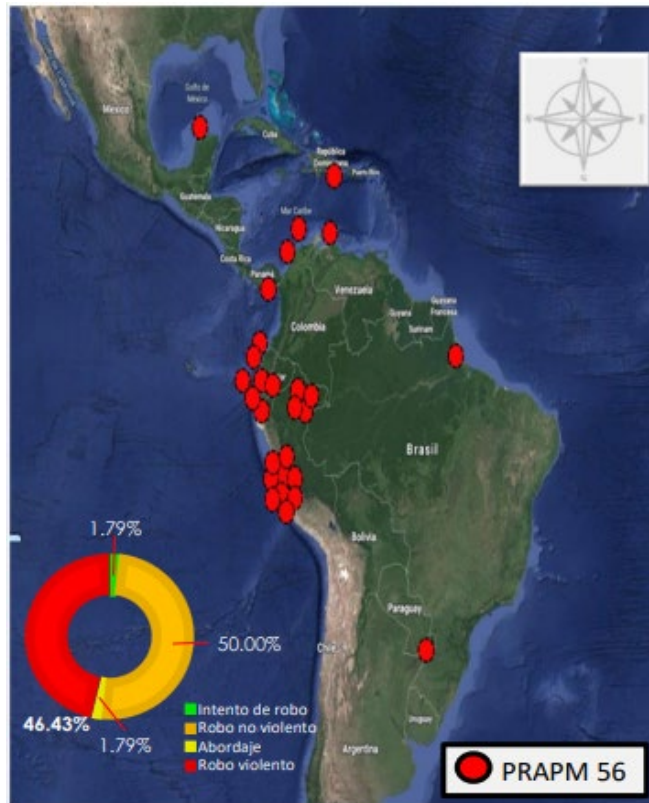 Golfo de
México
México
Cuba
República
Dominicana
Puerto Rico
Guatemala
Mar Caribe
Nicaragua
Costa Rica
Panamá
Venezuela
Guyana
Guyana
Francesa
Surinam
Colombia
Brasil
Bolivia
Paraguay
Chile
Uruguay
Argentina
1.79%
50.00%
46.43%
1.79%
Intento de robo
Robo no violento
Abordaje
Robo violento
PRAPM 56